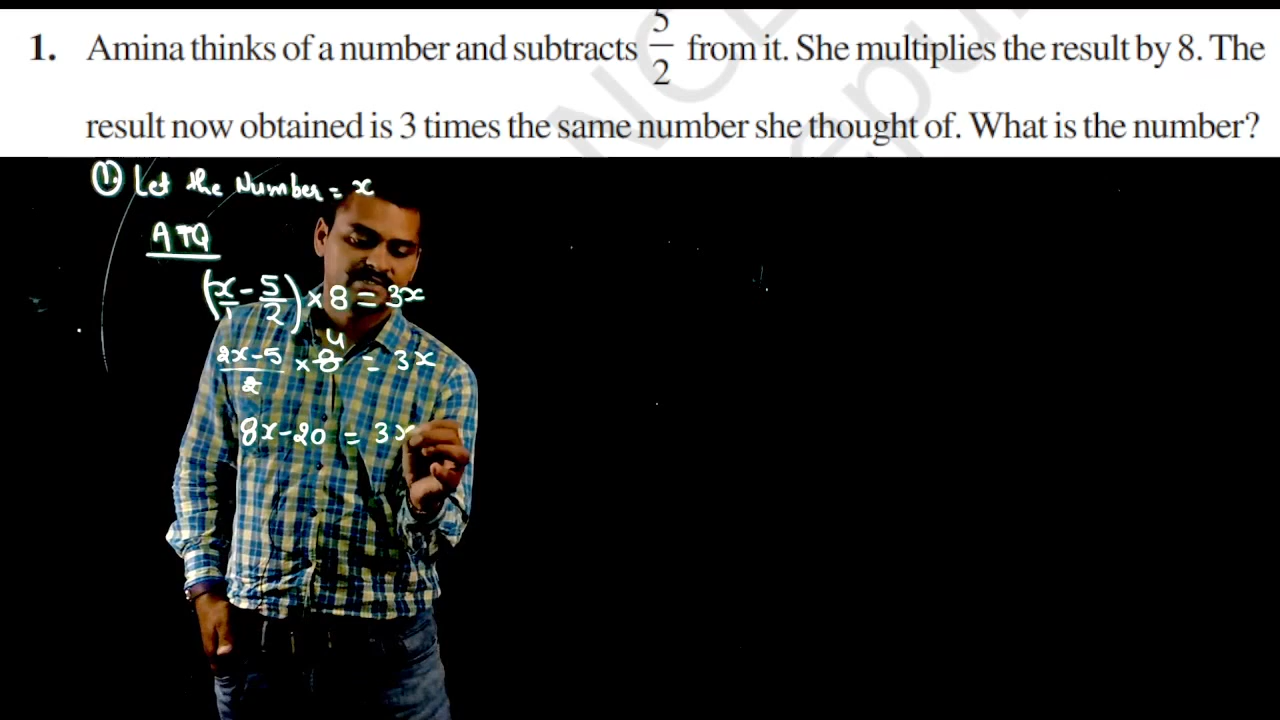 1. Amina thinks of a number and subtracts 5/2 from it. She multiplies the result by 8. The
result now obtained is 3 times the same number she thought of. What is the number?
① Let the Number = x
ATQ
(x/1 - 5/2) × 8 = 3x
(2x-5)/2 × 8 4 = 3x
8x-20 = 3x